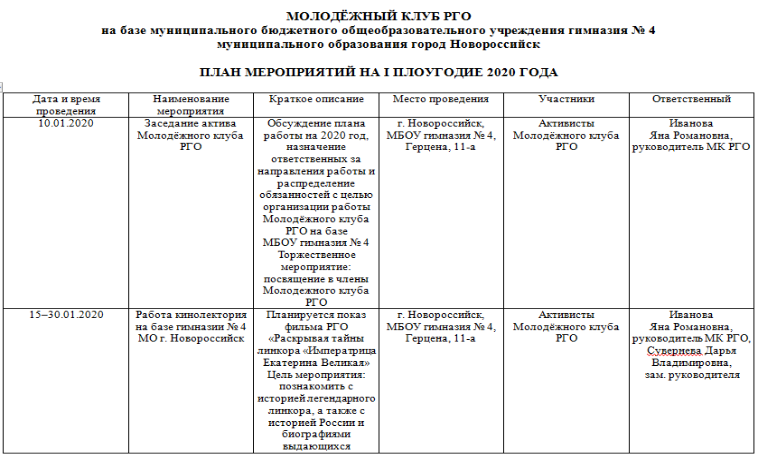 МОЛОДЁЖНЫЙ КЛУБ РГО
на базе муниципального бюджетного общеобразовательного учреждения гимназия № 4
муниципального образования город Новороссийск
ПЛАН МЕРОПРИЯТИЙ НА I ПЛОУГОДИЕ 2020 ГОДА
Дата и время
проведения
Наименование
мероприятия
Краткое описание
Место проведения
Участники
Ответственный
10.01.2020
Заседание актива
Молодёжного клуба
РГО
Обсуждение плана
работы на 2020 год,
назначение
ответственных за
направления работы и
распределение
обязанностей с целью
организации работы
Молодёжного клуба
РГО на базе
МБОУ гимназия № 4
Торжественное
мероприятие:
посвящение в члены
Молодежного клуба
РГО
г. Новороссийск,
МБОУ гимназия № 4,
Герцена, 11-а
Активисты
Молодёжного клуба
РГО
Иванова
Яна Романовна,
руководитель МК РГО
15–30.01.2020
Работа кинолектория
на базе гимназии № 4
МО г. Новороссийск
Планируется показ
фильма РГО
«Раскрывая тайны
линкора «Императрица
Екатерина Великая»
Цель мероприятия:
познакомить с
историей легендарного
линкора, а также с
историей России и
биографиями
выдающихся
г. Новороссийск,
МБОУ гимназия № 4,
Герцена, 11-а
Активисты
Молодёжного клуба
РГО
Иванова
Яна Романовна,
руководитель МК РГО,
Сувернева Дарья
Владимировна,
зам. руководителя